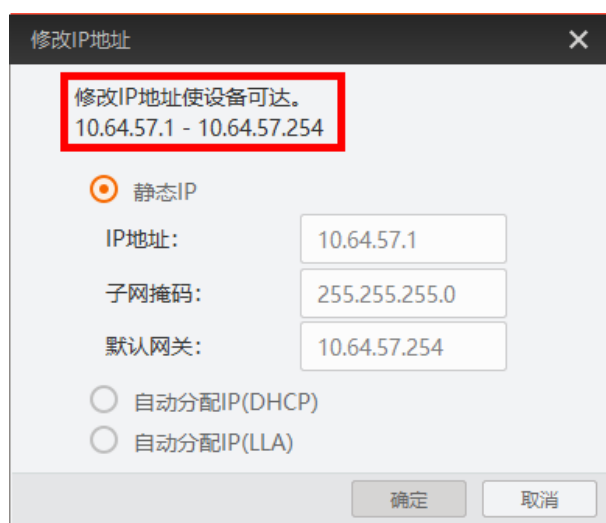 修改IP地址
修改IP地址使设备可达。
10.64.57.1 - 10.64.57.254
静态IP
IP地址: 10.64.57.1
子网掩码: 255.255.255.0
默认网关: 10.64.57.254
自动分配IP(DHCP)
自动分配IP(LLA)
确定 取消